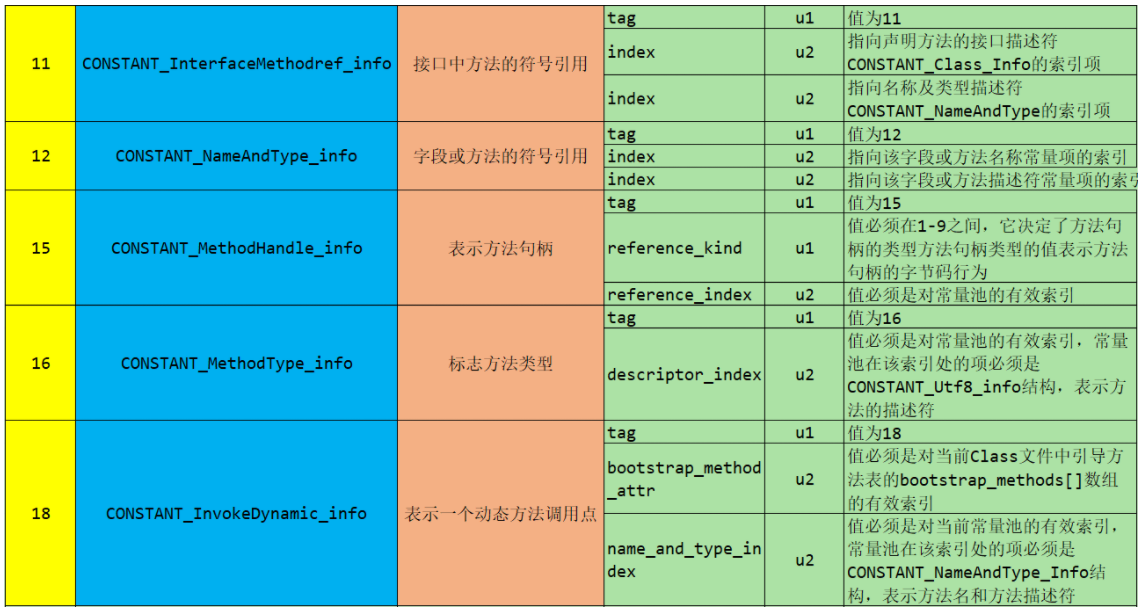 tag u1 值为11
11 CONSTANT_InterfaceMethodref_info 接口中方法的符号引用
index u2 指向声明方法的接口描述符
CONSTANT_Class_Info的索引项
index u2 指向名称及类型描述符
CONSTANT_NameAndType的索引项
tag u1 值为12
12 CONSTANT_NameAndType_info 字段或方法的符号引用
index u2 指向该字段或方法名称常量项的索引
index u2 指向该字段或方法描述符常量项的索引
tag u1 值为15
15 CONSTANT_MethodHandle_info 表示方法句柄
reference_kind u1 值必须在1-9之间，它决定了方法句
柄的类型方法句柄类型的值表示方法
句柄的字节码行为
reference_index u2 值必须是对常量池的有效索引
tag u1 值为16
16 CONSTANT_MethodType_info 标志方法类型
descriptor_index u2 值必须是对常量池的有效索引，常量
池在该索引处的项必须是
CONSTANT_Utf8_info结构，表示方
法的描述符
tag u1 值为18
18 CONSTANT_InvokeDynamic_info 表示一个动态方法调用点
bootstrap_method
_attr
u2 值必须是对当前Class文件中引导方
法表的bootstrap_methods[]数组
的有效索引
name_and_type_in
dex
u2 值必须是对当前常量池的有效索引，
常量池在该索引处的项必须是
CONSTANT_NameAndType_Info结
构，表示方法名和方法描述符